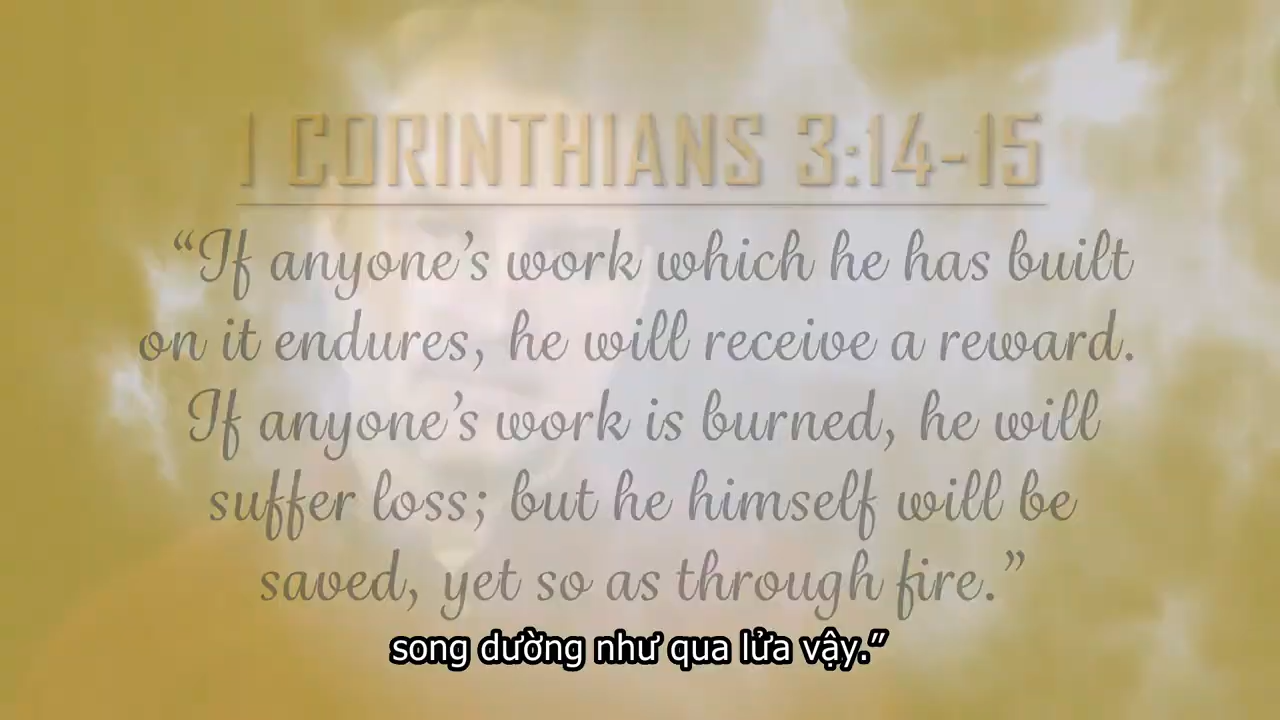 1 CORINTHIANS 3:14-15
“If anyone’s work which he has built
on it endures, he will receive a reward.
If anyone’s work is burned, he will
suffer loss; but he himself will be
saved, yet so as through fire.”
song dường như qua lửa vậy.”